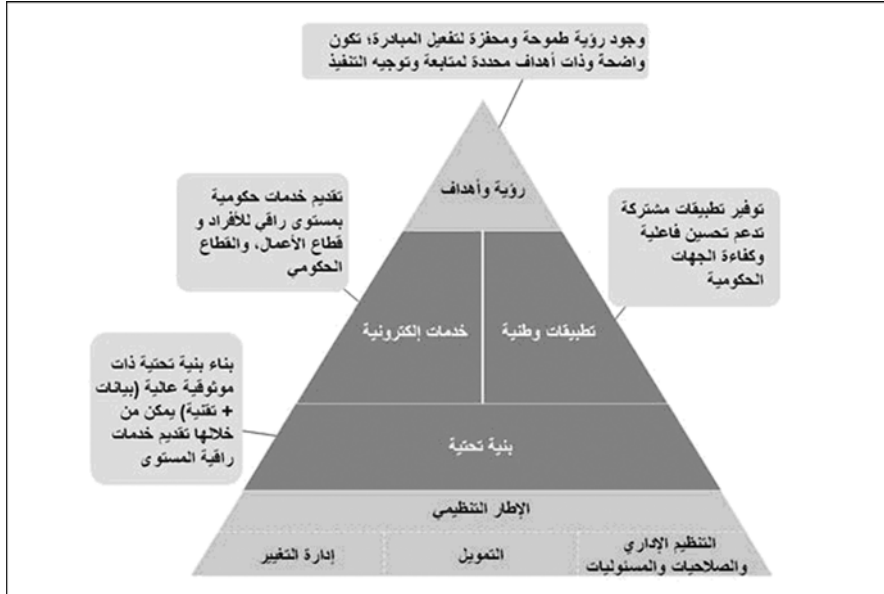 وجود رؤية طموحة ومحفزة لتفعيل المبادرة؛ تكون
واضحة وذات أهداف محددة لمتابعة وتوجيه التنفيذ
رؤية وأهداف
توفير تطبيقات مشتركة
تدعم تحسين فاعلية
وكفاءة الجهات
الحكومية
تقديم خدمات حكومية
بمستوى راقي للأفراد و
قطاع الأعمال، والقطاع
الحكومي
تطبيقات وطنية
خدمات إلكترونية
بناء بنية تحتية ذات
موثوقية عالية (بيانات
+ تقنية) يمكن من
خلالها تقديم خدمات
راقية المستوى
بنية تحتية
الإطار التنظيمي
التنظيم الإداري
والصلاحيات والمسئوليات
التمويل
إدارة التغيير